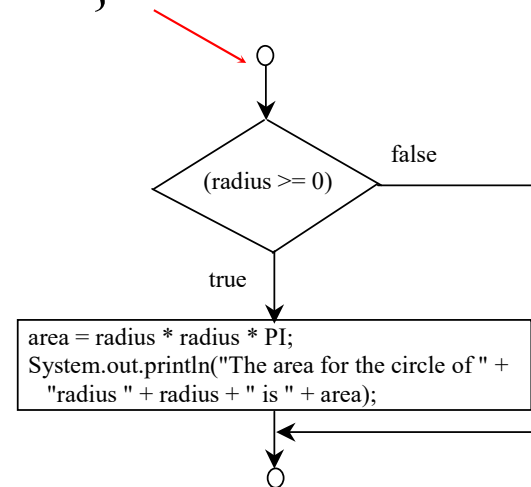 }
(radius >= 0)
false
true
area = radius * radius * PI;
System.out.println("The area for the circle of " +
"radius " + radius + " is " + area);